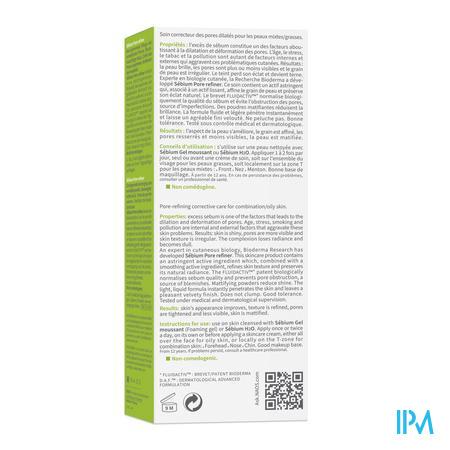 Soin correcteur des pores dilatés pour les peaux mixtes/grasses.
Propriétés : l'excès de sébum constitue un des facteurs aboutissant à la dilatation et déformation des pores. L'âge, le stress,
le tabac et la pollution sont autant de facteurs internes et
externes qui aggravent ces problématiques cutanées. Résultats :
la peau brille, les pores sont plus ou moins visibles et le grain
de peau est irrégulier. Le teint perd son éclat et devient terne.
Experte en biologie cutanée, la Recherche Bioderma a développé
Sébium Pore refiner. Ce soin contient un actif astringent
qui, associé à un actif lissant, affine le grain de peau et préserve
son éclat naturel. Le brevet FLUIDACTIV™ normalise biologiquement
la qualité du sébum et évite l'obstruction des pores,
source d'imperfections. Des poudres matifiantes réduisent la
brillance. La formule fluide et légère pénètre instantanément
et laisse un agréable fini velouté. Ne peluche pas. Bonne
tolérance. Testé sous contrôle médical et dermatologique.
Résultats : l'aspect de la peau s'améliore, le grain est affiné, les
pores resserrés et moins visibles, la peau est matifiée.
Conseils d'utilisation : s'utilise sur une peau nettoyée avec
Sébium Gel moussant ou Sébium H2O. Appliquer 1 à 2 fois par
jour, seul ou avant une crème de soin, soit sur l'ensemble du
visage pour les peaux grasses, soit localement sur la zone T
pour les peaux mixtes . Front . Nez . Menton. Bonne base de
maquillage. À partir de 12 ans. En cas de persistance des problèmes,
consulter un professionnel de santé.
Non comédogène.
Pore-refining corrective care for combination/oily skin.
Properties: excess sebum is one of the factors that leads to the
dilation and deformation of pores. Age, stress, smoking and
pollution are internal and external factors that aggravate these
skin problems. Results: skin is shiny, pores are more visible and
skin texture is irregular. The complexion loses radiance and
becomes dull.
An expert in cutaneous biology, Bioderma Research has
developed Sébium Pore refiner. This skincare product contains
an astringent active ingredient which, combined with a
smoothing active ingredient, refines skin texture and preserves
its natural radiance. The FLUIDACTIV™ patent biologically
normalises sebum quality and prevents pore obstruction, a
source of blemishes. Mattifying powders reduce shine. The
light, liquid formula instantly penetrates the skin and leaves a
pleasant velvety finish. Does not clump. Good tolerance.
Tested under medical and dermatological supervision.
Results: skin's appearance improves, texture is refined, pores
are tightened and less visible, skin is matified.
Instructions for use: use on skin cleansed with Sébium Gel
moussant (Foaming gel) or Sébium H2O. Apply once or twice
a day, on its own or before applying a skincare cream, either all
over the face for oily skin, or locally on the T-zone for
combination skin . Forehead . Nose . Chin. Good makeup base.
From 12 years. If problems persist, consult a healthcare professional.
Non-comedogenic.
* FLUIDACTIV™ : BREVET/PATENT BIODERMA
D.A.F.™ : DERMATOLOGICAL ADVANCED
FORMULATION
9 M
Ask.NAOS.com
IPM